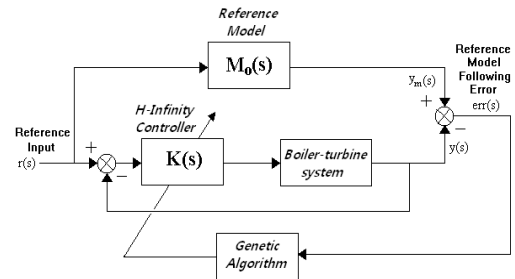 Reference
Model
M₀(s)
Reference
Model
Following
Error
err(s)
yₘ(s)
+
−
y(s)
H-Infinity
Controller
K(s)
Reference
Input
r(s)
+
−
Boiler-turbine
system
Genetic
Algorithm